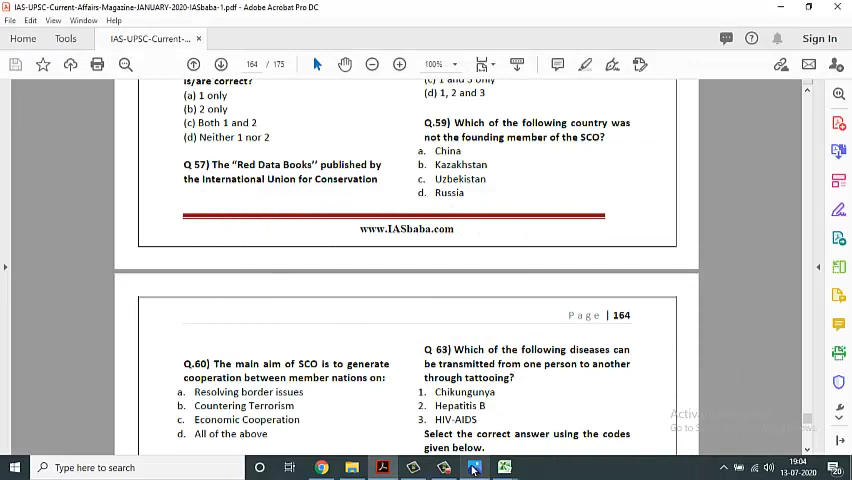 IAS-UPSC-Current-Affairs-Magazine-JANUARY-2020-IASbaba-1.pdf - Adobe Acrobat Pro DC
File Edit View Window Help
Home Tools IAS-UPSC-Current-... × Sign In
164 / 175 100%
is/are correct?
(a) 1 only
(b) 2 only
(c) Both 1 and 2
(d) Neither 1 nor 2
Q 57) The “Red Data Books’’ published by
the International Union for Conservation
(c) 1 and 3 only
(d) 1, 2 and 3
Q.59) Which of the following country was
not the founding member of the SCO?
a. China
b. Kazakhstan
c. Uzbekistan
d. Russia
www.IASbaba.com
Page | 164
Q.60) The main aim of SCO is to generate
cooperation between member nations on:
a. Resolving border issues
b. Countering Terrorism
c. Economic Cooperation
d. All of the above
Q 63) Which of the following diseases can
be transmitted from one person to another
through tattooing?
1. Chikungunya
2. Hepatitis B
3. HIV-AIDS
Select the correct answer using the codes
given below.
Type here to search
19:04
13-07-2020
20